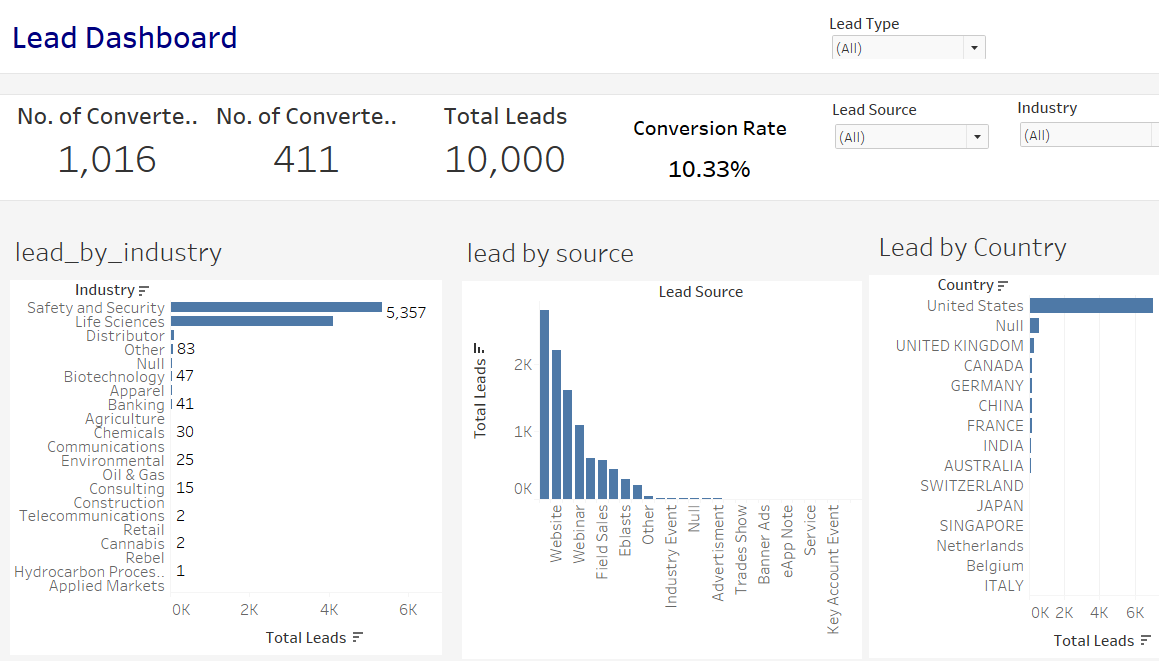 Lead Dashboard
Lead Type
(All)
No. of Converte..
No. of Converte..
Total Leads
Conversion Rate
Lead Source
Industry
1,016
411
10,000
10.33%
(All)
(All)
lead_by_industry
Industry
Safety and Security
5,357
Life Sciences
Distributor
Other
83
Null
Biotechnology
47
Apparel
Banking
41
Agriculture
Chemicals
30
Communications
Environmental
25
Oil & Gas
Consulting
15
Construction
Telecommunications
2
Retail
Cannabis
2
Rebel
Hydrocarbon Proces..
1
Applied Markets
0K
2K
4K
6K
Total Leads
lead by source
Lead Source
Total Leads
2K
1K
0K
Website
Webinar
Field Sales
Eblasts
Other
Industry Event
Null
Advertisment
Trades Show
Banner Ads
eApp Note
Service
Key Account Event
Lead by Country
Country
United States
Null
UNITED KINGDOM
CANADA
GERMANY
CHINA
FRANCE
INDIA
AUSTRALIA
SWITZERLAND
JAPAN
SINGAPORE
Netherlands
Belgium
ITALY
0K
2K
4K
6K
Total Leads